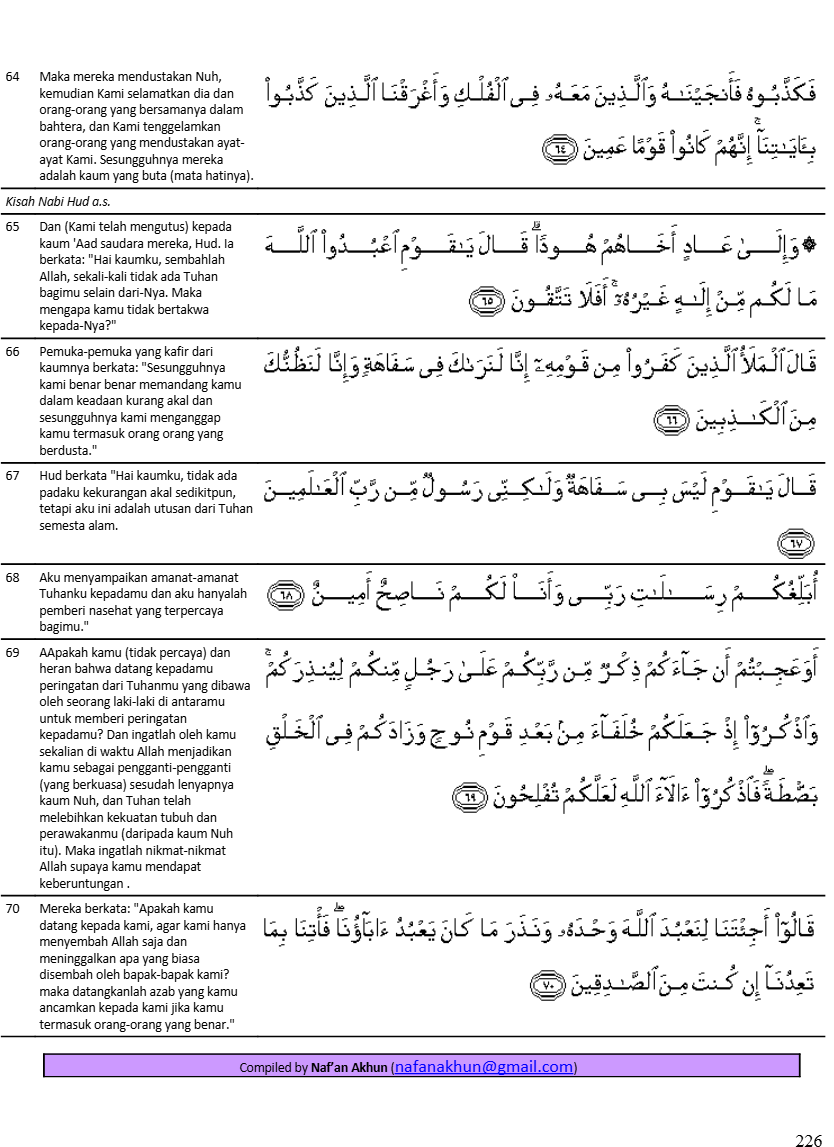 64 Maka mereka mendustakan Nuh,
kemudian Kami selamatkan dia dan
orang-orang yang bersamanya dalam
bahtera, dan Kami tenggelamkan
orang-orang yang mendustakan ayat-
ayat Kami. Sesungguhnya mereka
adalah kaum yang buta (mata hatinya).
فَكَذَّبُوهُ فَأَنجَيْنَـٰهُ وَٱلَّذِينَ مَعَهُۥ فِى ٱلْفُلْكِ وَأَغْرَقْنَا ٱلَّذِينَ كَذَّبُوا۟
بِـَٔايَـٰتِنَآ ۚ إِنَّهُمْ كَانُوا۟ قَوْمًا عَمِينَ ﴿٦٤﴾
Kisah Nabi Hud a.s.
65 Dan (Kami telah mengutus) kepada
kaum 'Aad saudara mereka, Hud. Ia
berkata: "Hai kaumku, sembahlah
Allah, sekali-kali tidak ada Tuhan
bagimu selain dari-Nya. Maka
mengapa kamu tidak bertakwa
kepada-Nya?"
۞ وَإِلَىٰ عَادٍ أَخَاهُمْ هُودًا ۗ قَالَ يَـٰقَوْمِ ٱعْبُدُوا۟ ٱللَّهَ
مَا لَكُم مِّنْ إِلَـٰهٍ غَيْرُهُۥٓ ۚ أَفَلَا تَتَّقُونَ ﴿٦٥﴾
66 Pemuka-pemuka yang kafir dari
kaumnya berkata: "Sesungguhnya
kami benar benar memandang kamu
dalam keadaan kurang akal dan
sesungguhnya kami menganggap
kamu termasuk orang orang yang
berdusta."
قَالَ ٱلْمَلَأُ ٱلَّذِينَ كَفَرُوا۟ مِن قَوْمِهِۦٓ إِنَّا لَنَرَىٰكَ فِى سَفَاهَةٍ وَإِنَّا لَنَظُنُّكَ
مِنَ ٱلْكَـٰذِبِينَ ﴿٦٦﴾
67 Hud berkata "Hai kaumku, tidak ada
padaku kekurangan akal sedikitpun,
tetapi aku ini adalah utusan dari Tuhan
semesta alam.
قَالَ يَـٰقَوْمِ لَيْسَ بِى سَفَاهَةٌ وَلَـٰكِنِّى رَسُولٌ مِّن رَّبِّ ٱلْعَـٰلَمِينَ
﴿٦٧﴾
68 Aku menyampaikan amanat-amanat
Tuhanku kepadamu dan aku hanyalah
pemberi nasehat yang terpercaya
bagimu."
أُبَلِّغُكُمْ رِسَـٰلَـٰتِ رَبِّى وَأَنَا۠ لَكُمْ نَاصِحٌ أَمِينٌ ﴿٦٨﴾
69 AApakah kamu (tidak percaya) dan
heran bahwa datang kepadamu
peringatan dari Tuhanmu yang dibawa
oleh seorang laki-laki di antaramu
untuk memberi peringatan
kepadamu? Dan ingatlah oleh kamu
sekalian di waktu Allah menjadikan
kamu sebagai pengganti-pengganti
(yang berkuasa) sesudah lenyapnya
kaum Nuh, dan Tuhan telah
melebihkan kekuatan tubuh dan
perawakanmu (daripada kaum Nuh
itu). Maka ingatlah nikmat-nikmat
Allah supaya kamu mendapat
keberuntungan .
أَوَعَجِبْتُمْ أَن جَآءَكُمْ ذِكْرٌ مِّن رَّبِّكُمْ عَلَىٰ رَجُلٍ مِّنكُمْ لِيُنذِرَكُمْ ۚ
وَٱذْكُرُوٓا۟ إِذْ جَعَلَكُمْ خُلَفَآءَ مِنۢ بَعْدِ قَوْمِ نُوحٍ وَزَادَكُمْ فِى ٱلْخَلْقِ
بَصْۜطَةً ۖ فَٱذْكُرُوٓا۟ ءَالَآءَ ٱللَّهِ لَعَلَّكُمْ تُفْلِحُونَ ﴿٦٩﴾
70 Mereka berkata: "Apakah kamu
datang kepada kami, agar kami hanya
menyembah Allah saja dan
meninggalkan apa yang biasa
disembah oleh bapak-bapak kami?
maka datangkanlah azab yang kamu
ancamkan kepada kami jika kamu
termasuk orang-orang yang benar."
قَالُوٓا۟ أَجِئْتَنَا لِنَعْبُدَ ٱللَّهَ وَحْدَهُۥ وَنَذَرَ مَا كَانَ يَعْبُدُ ءَابَآؤُنَا ۖ فَأْتِنَا بِمَا
تَعِدُنَآ إِن كُنتَ مِنَ ٱلصَّـٰدِقِينَ ﴿٧٠﴾
Compiled by Naf'an Akhun (nafanakhun@gmail.com)
226